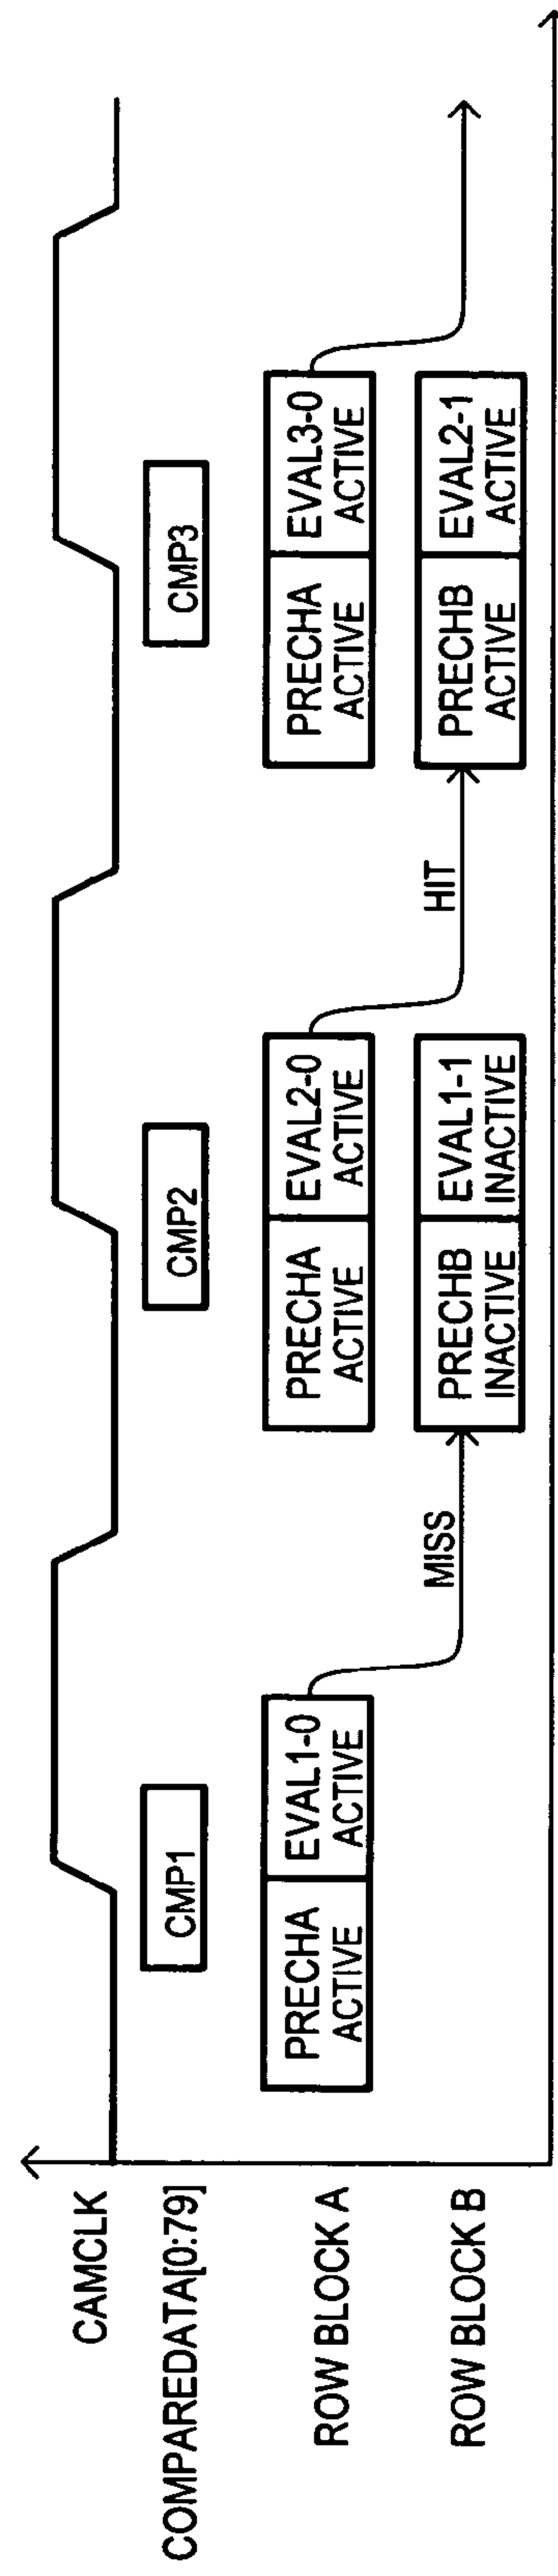 CAMCLK
COMPAREDATA[0:79]
CMP1
CMP2
CMP3
ROW BLOCK A
PRECHA
ACTIVE
EVAL1-0
ACTIVE
PRECHA
ACTIVE
EVAL2-0
ACTIVE
PRECHA
ACTIVE
EVAL3-0
ACTIVE
ROW BLOCK B
MISS
PRECHB
INACTIVE
EVAL1-1
INACTIVE
HIT
PRECHB
ACTIVE
EVAL2-1
ACTIVE